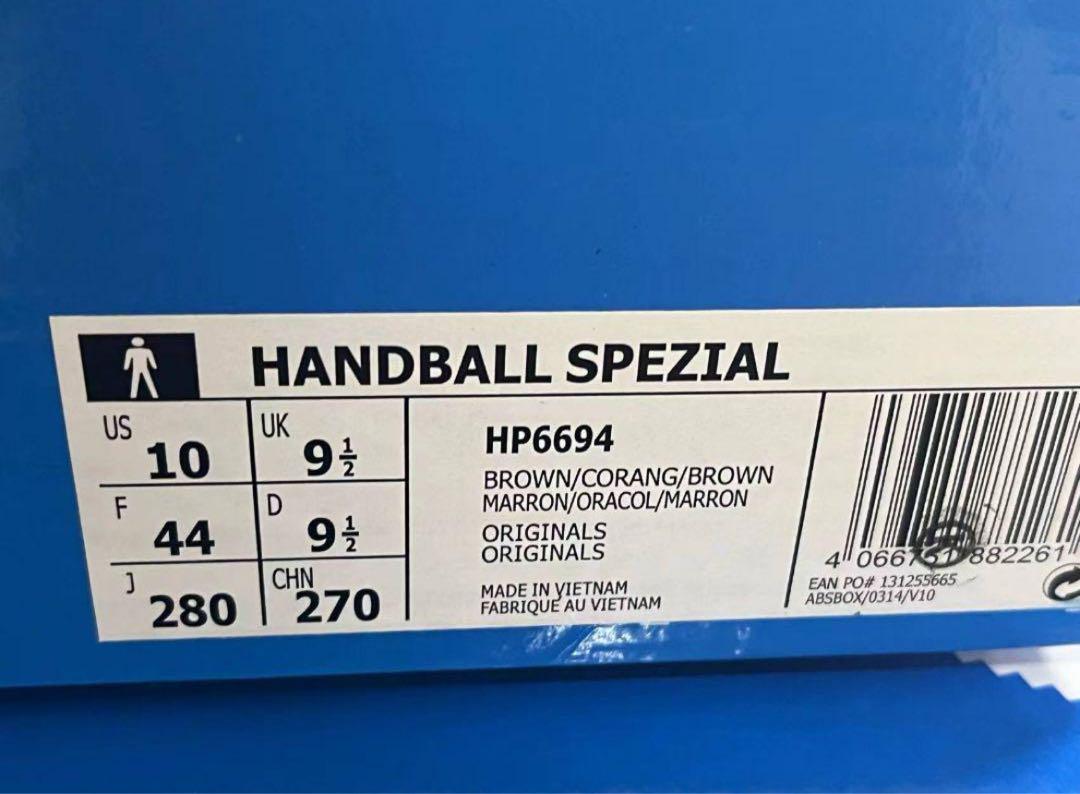 HANDBALL SPEZIAL
US 10 UK 9½
F 44 D 9½
J 280 CHN 270
HP6694
BROWN/CORANG/BROWN
MARRON/ORACOL/MARRON
ORIGINALS
ORIGINALS
MADE IN VIETNAM
FABRIQUÉ AU VIETNAM
EAN PO# 131255665
ABSBOX/0314/V10